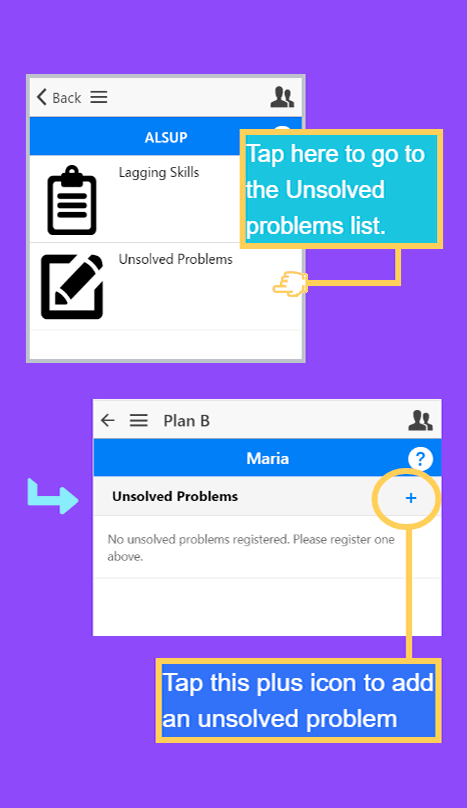 Back
ALSUP
Lagging Skills
Tap here to go to
the Unsolved
problems list.
Unsolved Problems
Plan B
Maria
?
Unsolved Problems
+
No unsolved problems registered. Please register one
above.
Tap this plus icon to add
an unsolved problem